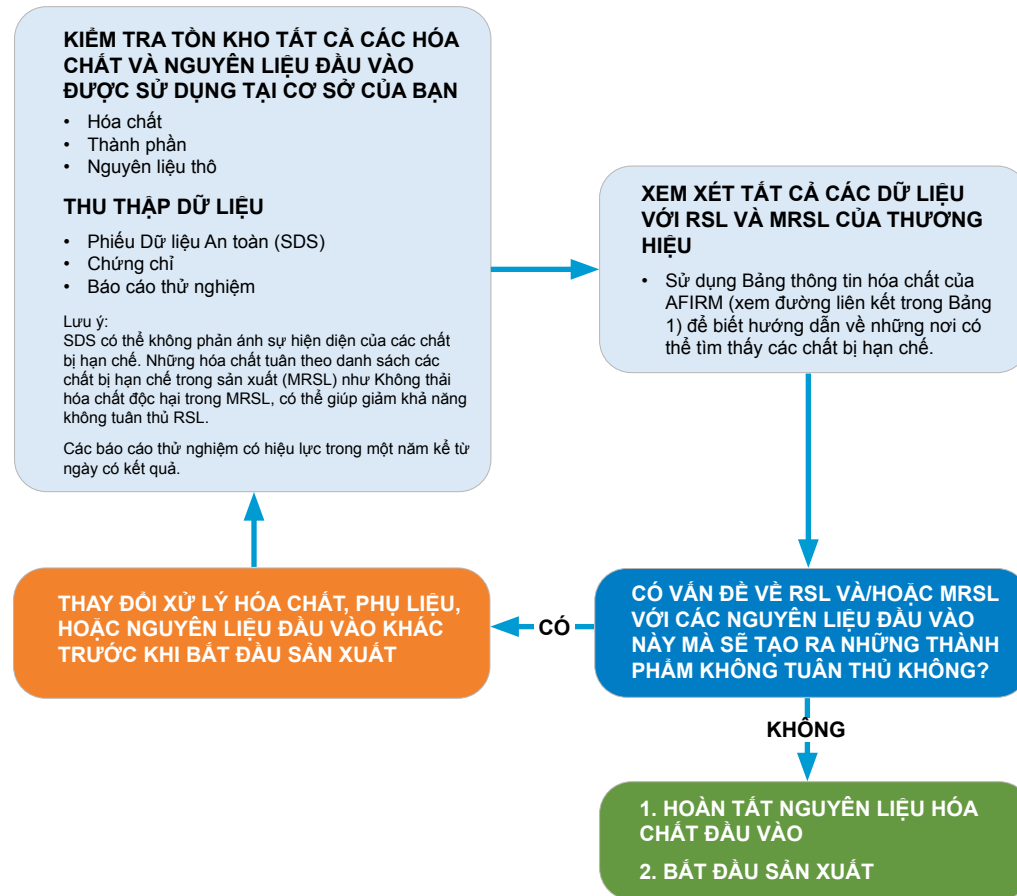 KIỂM TRA TỒN KHO TẤT CẢ CÁC HÓA
CHẤT VÀ NGUYÊN LIỆU ĐẦU VÀO
ĐƯỢC SỬ DỤNG TẠI CƠ SỞ CỦA BẠN
• Hóa chất
• Thành phần
• Nguyên liệu thô
THU THẬP DỮ LIỆU
• Phiếu Dữ liệu An toàn (SDS)
• Chứng chỉ
• Báo cáo thử nghiệm
Lưu ý:
SDS có thể không phản ánh sự hiện diện của các chất
bị hạn chế. Những hóa chất tuân theo danh sách các
chất bị hạn chế trong sản xuất (MRSL) như Không thải
hóa chất độc hại trong MRSL, có thể giúp giảm khả năng
không tuân thủ RSL.
Các báo cáo thử nghiệm có hiệu lực trong một năm kể từ
ngày có kết quả.
XEM XÉT TẤT CẢ CÁC DỮ LIỆU
VỚI RSL VÀ MRSL CỦA THƯƠNG
HIỆU
• Sử dụng Bảng thông tin hóa chất của
AFIRM (xem đường liên kết trong Bảng
1) để biết hướng dẫn về những nơi có
thể tìm thấy các chất bị hạn chế.
CÓ VẤN ĐỀ VỀ RSL VÀ/HOẶC MRSL
VỚI CÁC NGUYÊN LIỆU ĐẦU VÀO
NÀY MÀ SẼ TẠO RA NHỮNG THÀNH
PHẨM KHÔNG TUÂN THỦ KHÔNG?
CÓ
THAY ĐỔI XỬ LÝ HÓA CHẤT, PHỤ LIỆU,
HOẶC NGUYÊN LIỆU ĐẦU VÀO KHÁC
TRƯỚC KHI BẮT ĐẦU SẢN XUẤT
KHÔNG
1. HOÀN TẤT NGUYÊN LIỆU HÓA
CHẤT ĐẦU VÀO
2. BẮT ĐẦU SẢN XUẤT